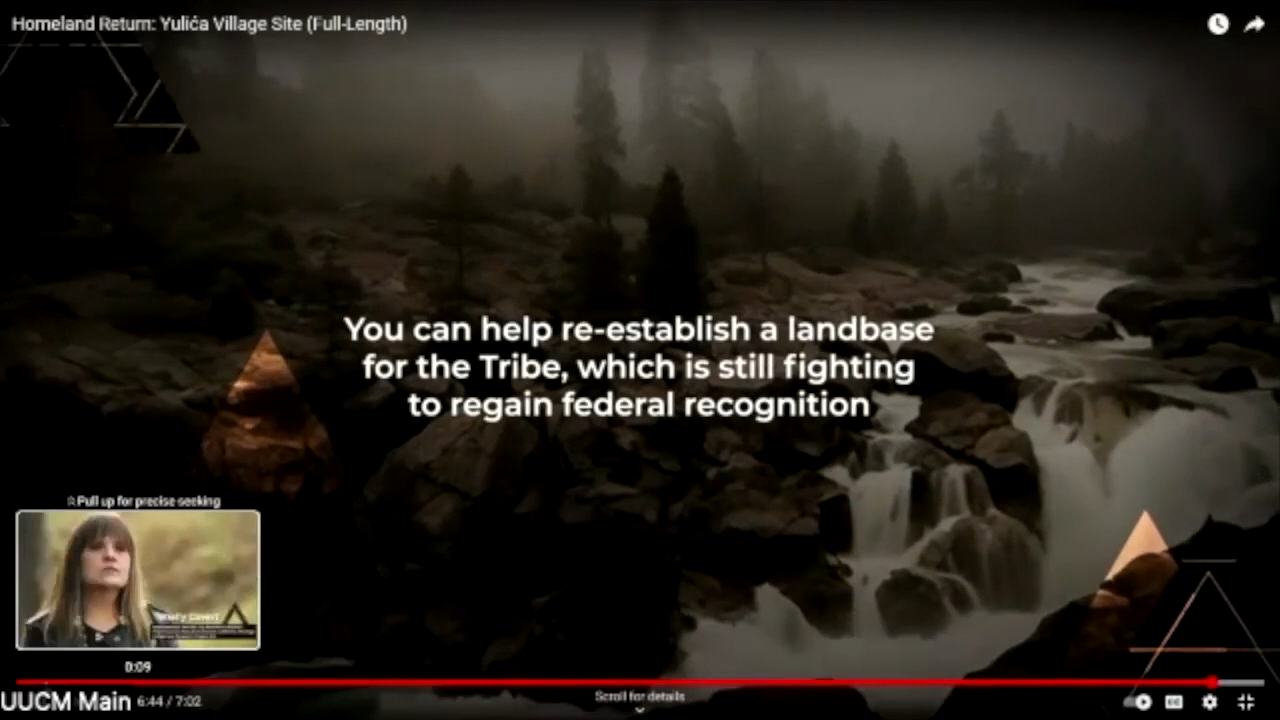 Homeland Return: Yulića Village Site (Full-Length)
You can help re-establish a landbase
for the Tribe, which is still fighting
to regain federal recognition
Pull up for precise seeking
Shelly Covert
0:09
UUCM Main
6:44 / 7:02
Scroll for details